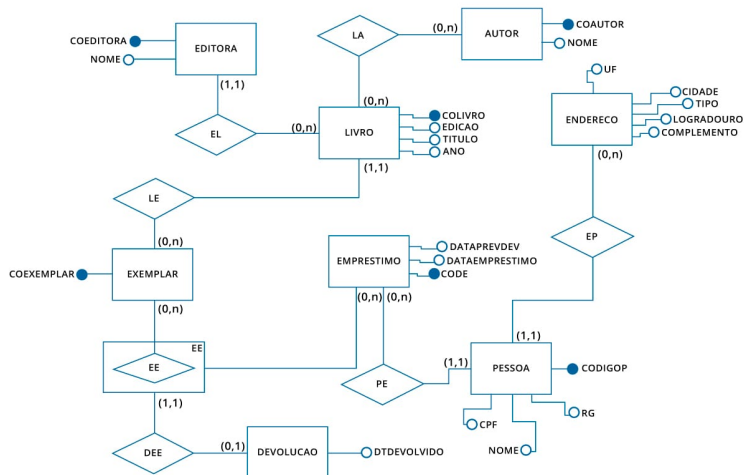 COEDITORA
NOME
EDITORA
(1,1)
EL
(0,n)
LA
(0,n)
(0,n)
AUTOR
COAUTOR
NOME
LIVRO
(1,1)
COLIVRO
EDICAO
TITULO
ANO
UF
ENDERECO
(0,n)
CIDADE
TIPO
LOGRADOURO
COMPLEMENTO
LE
(0,n)
COEXEMPLAR
EXEMPLAR
(0,n)
EMPRESTIMO
(0,n)
(0,n)
DATAPREVDEV
DATAEMPRESTIMO
CODE
EP
(1,1)
EE
EE
(1,1)
PE
(1,1)
PESSOA
CODIGOP
CPF
NOME
RG
DEE
(0,1)
DEVOLUCAO
DTDEVOLVIDO